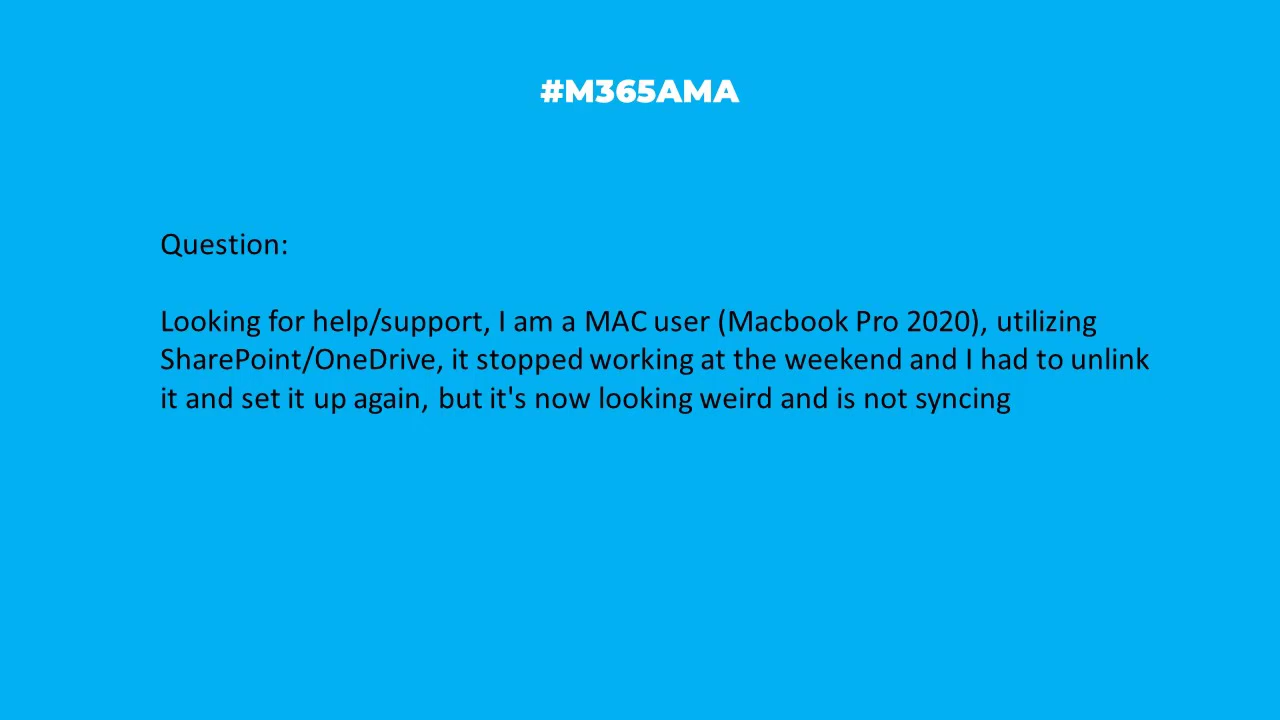 #M365AMA
Question:
Looking for help/support, I am a MAC user (Macbook Pro 2020), utilizing
SharePoint/OneDrive, it stopped working at the weekend and I had to unlink
it and set it up again, but it's now looking weird and is not syncing